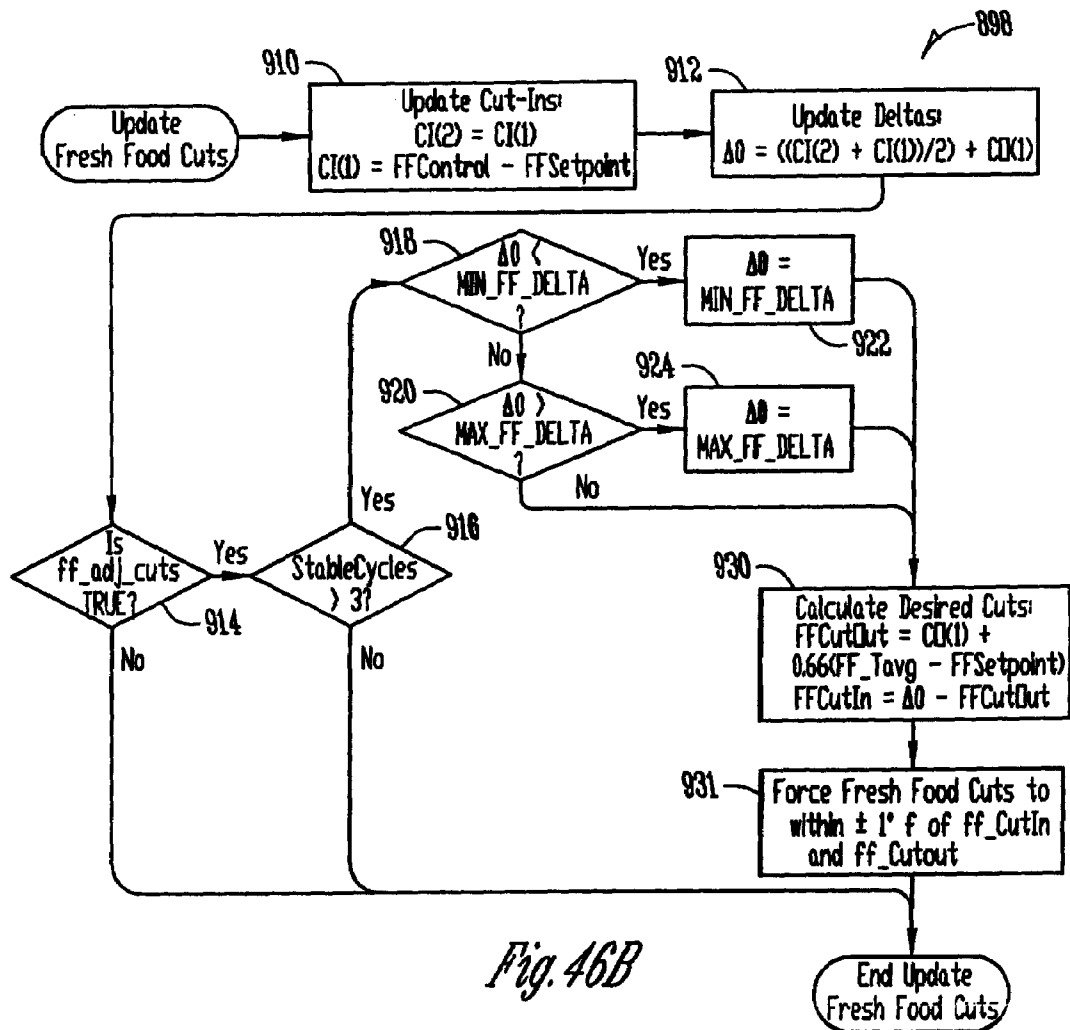 898
910
912
Update
Fresh Food Cuts
Update Cut-Ins:
CI(2) = CI(1)
CI(1) = FFControl - FFSetpoint
Update Deltas:
Δ0 = ((CI(2) + CI(1))/2) + CO(1)
918
Δ0 <
MIN_FF_DELTA
?
Yes
Δ0 =
MIN_FF_DELTA
922
No
920
Δ0 >
MAX_FF_DELTA
?
Yes
924
Δ0 =
MAX_FF_DELTA
No
Is
ff_adj_cuts
TRUE?
914
Yes
No
StableCycles
> 3?
916
Yes
No
930
Calculate Desired Cuts:
FFCutOut = CO(1) +
0.66(FF_Tavg - FFSetpoint)
FFCutIn = Δ0 - FFCutOut
931
Force Fresh Food Cuts to
within ± 1° f of ff_CutIn
and ff_Cutout
End Update
Fresh Food Cuts
Fig. 46B